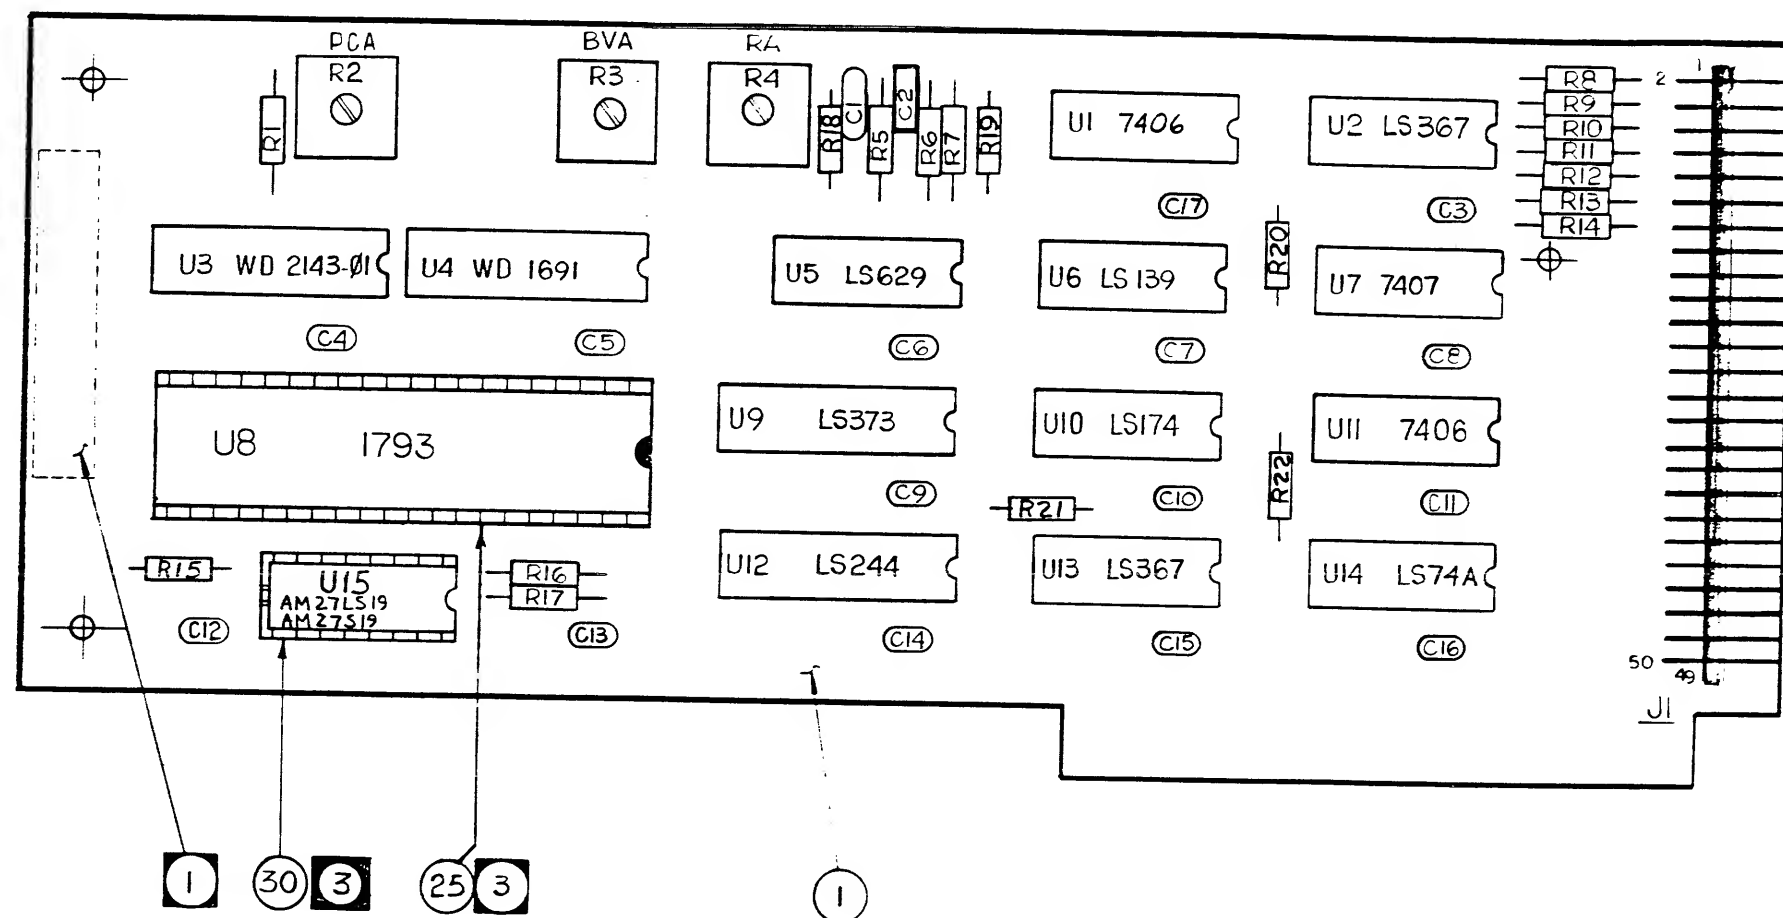 PCA
BVA
RA
R1
R2
R3
R4
R18
C1
R5
C2
R6
R7
R19
U1 7406
U2 LS367
R8
R9
R10
R11
R12
R13
R14
1
2
C17
C3
U3 WD 2143-Ø1
U4 WD 1691
U5 LS629
U6 LS139
R20
U7 7407
C4
C5
C6
C7
C8
U8 1793
U9 LS373
U10 LS174
U11 7406
R22
C9
R21
C10
C11
R15
U15
AM27LS19
AM27S19
R16
R17
U12 LS244
U13 LS367
U14 LS74A
C12
C13
C14
C15
C16
50
49
J1
1
30
3
25
3
1